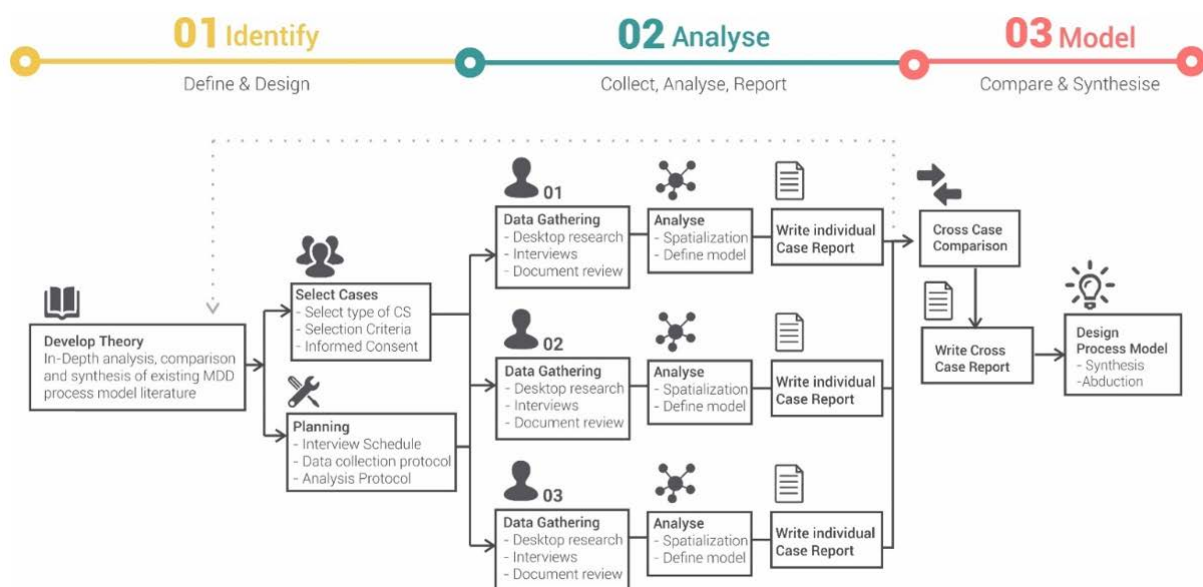 01 Identify
Define & Design
02 Analyse
Collect, Analyse, Report
03 Model
Compare & Synthesise
Develop Theory
In-Depth analysis, comparison
and synthesis of existing MDD
process model literature
Select Cases
- Select type of CS
- Selection Criteria
- Informed Consent
Planning
- Interview Schedule
- Data collection protocol
- Analysis Protocol
01
Data Gathering
- Desktop research
- Interviews
- Document review
Analyse
- Spatialization
- Define model
Write individual
Case Report
02
Data Gathering
- Desktop research
- Interviews
- Document review
Analyse
- Spatialization
- Define model
Write individual
Case Report
03
Data Gathering
- Desktop research
- Interviews
- Document review
Analyse
- Spatialization
- Define model
Write individual
Case Report
Cross Case
Comparison
Write Cross
Case Report
Design
Process Model
- Synthesis
-Abduction